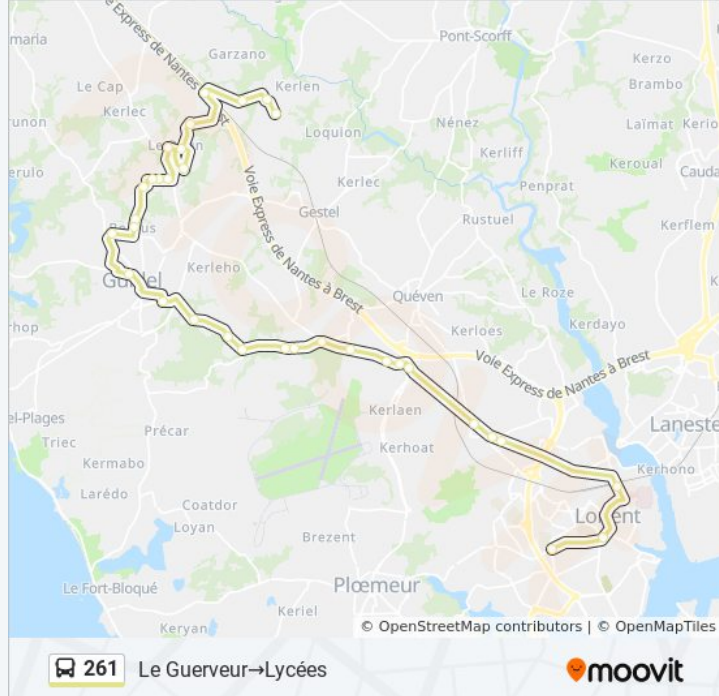 Voie Express de Nantes
maria
Garzano
Pont-Scorff
Kerzo
Brambo
Le Cap
Kerlen
Kerlec
Loquion
Nénez
Laïmat
Kerio
Kerliff
Keroual
Cauda
Kerlec
Penprat
Gestel
Rustuel
Kerflem
Kerleho
Voie Express de Nantes à Brest
Quéven
Le Roze
Kerdayo
Kerloes
Voie Express de Nantes à Brest
Kerlaen
el-Plages
Triec
Précar
Kerhoat
Laneste
Kermabo
Kerhono
Larédo
Coatdor
Loyan
Brezent
Le Fort-Bloqué
Plœmeur
Keriel
Keryan
© OpenStreetMap contributors | © OpenMapTiles
261 Le Guerveur→Lycées
moovit